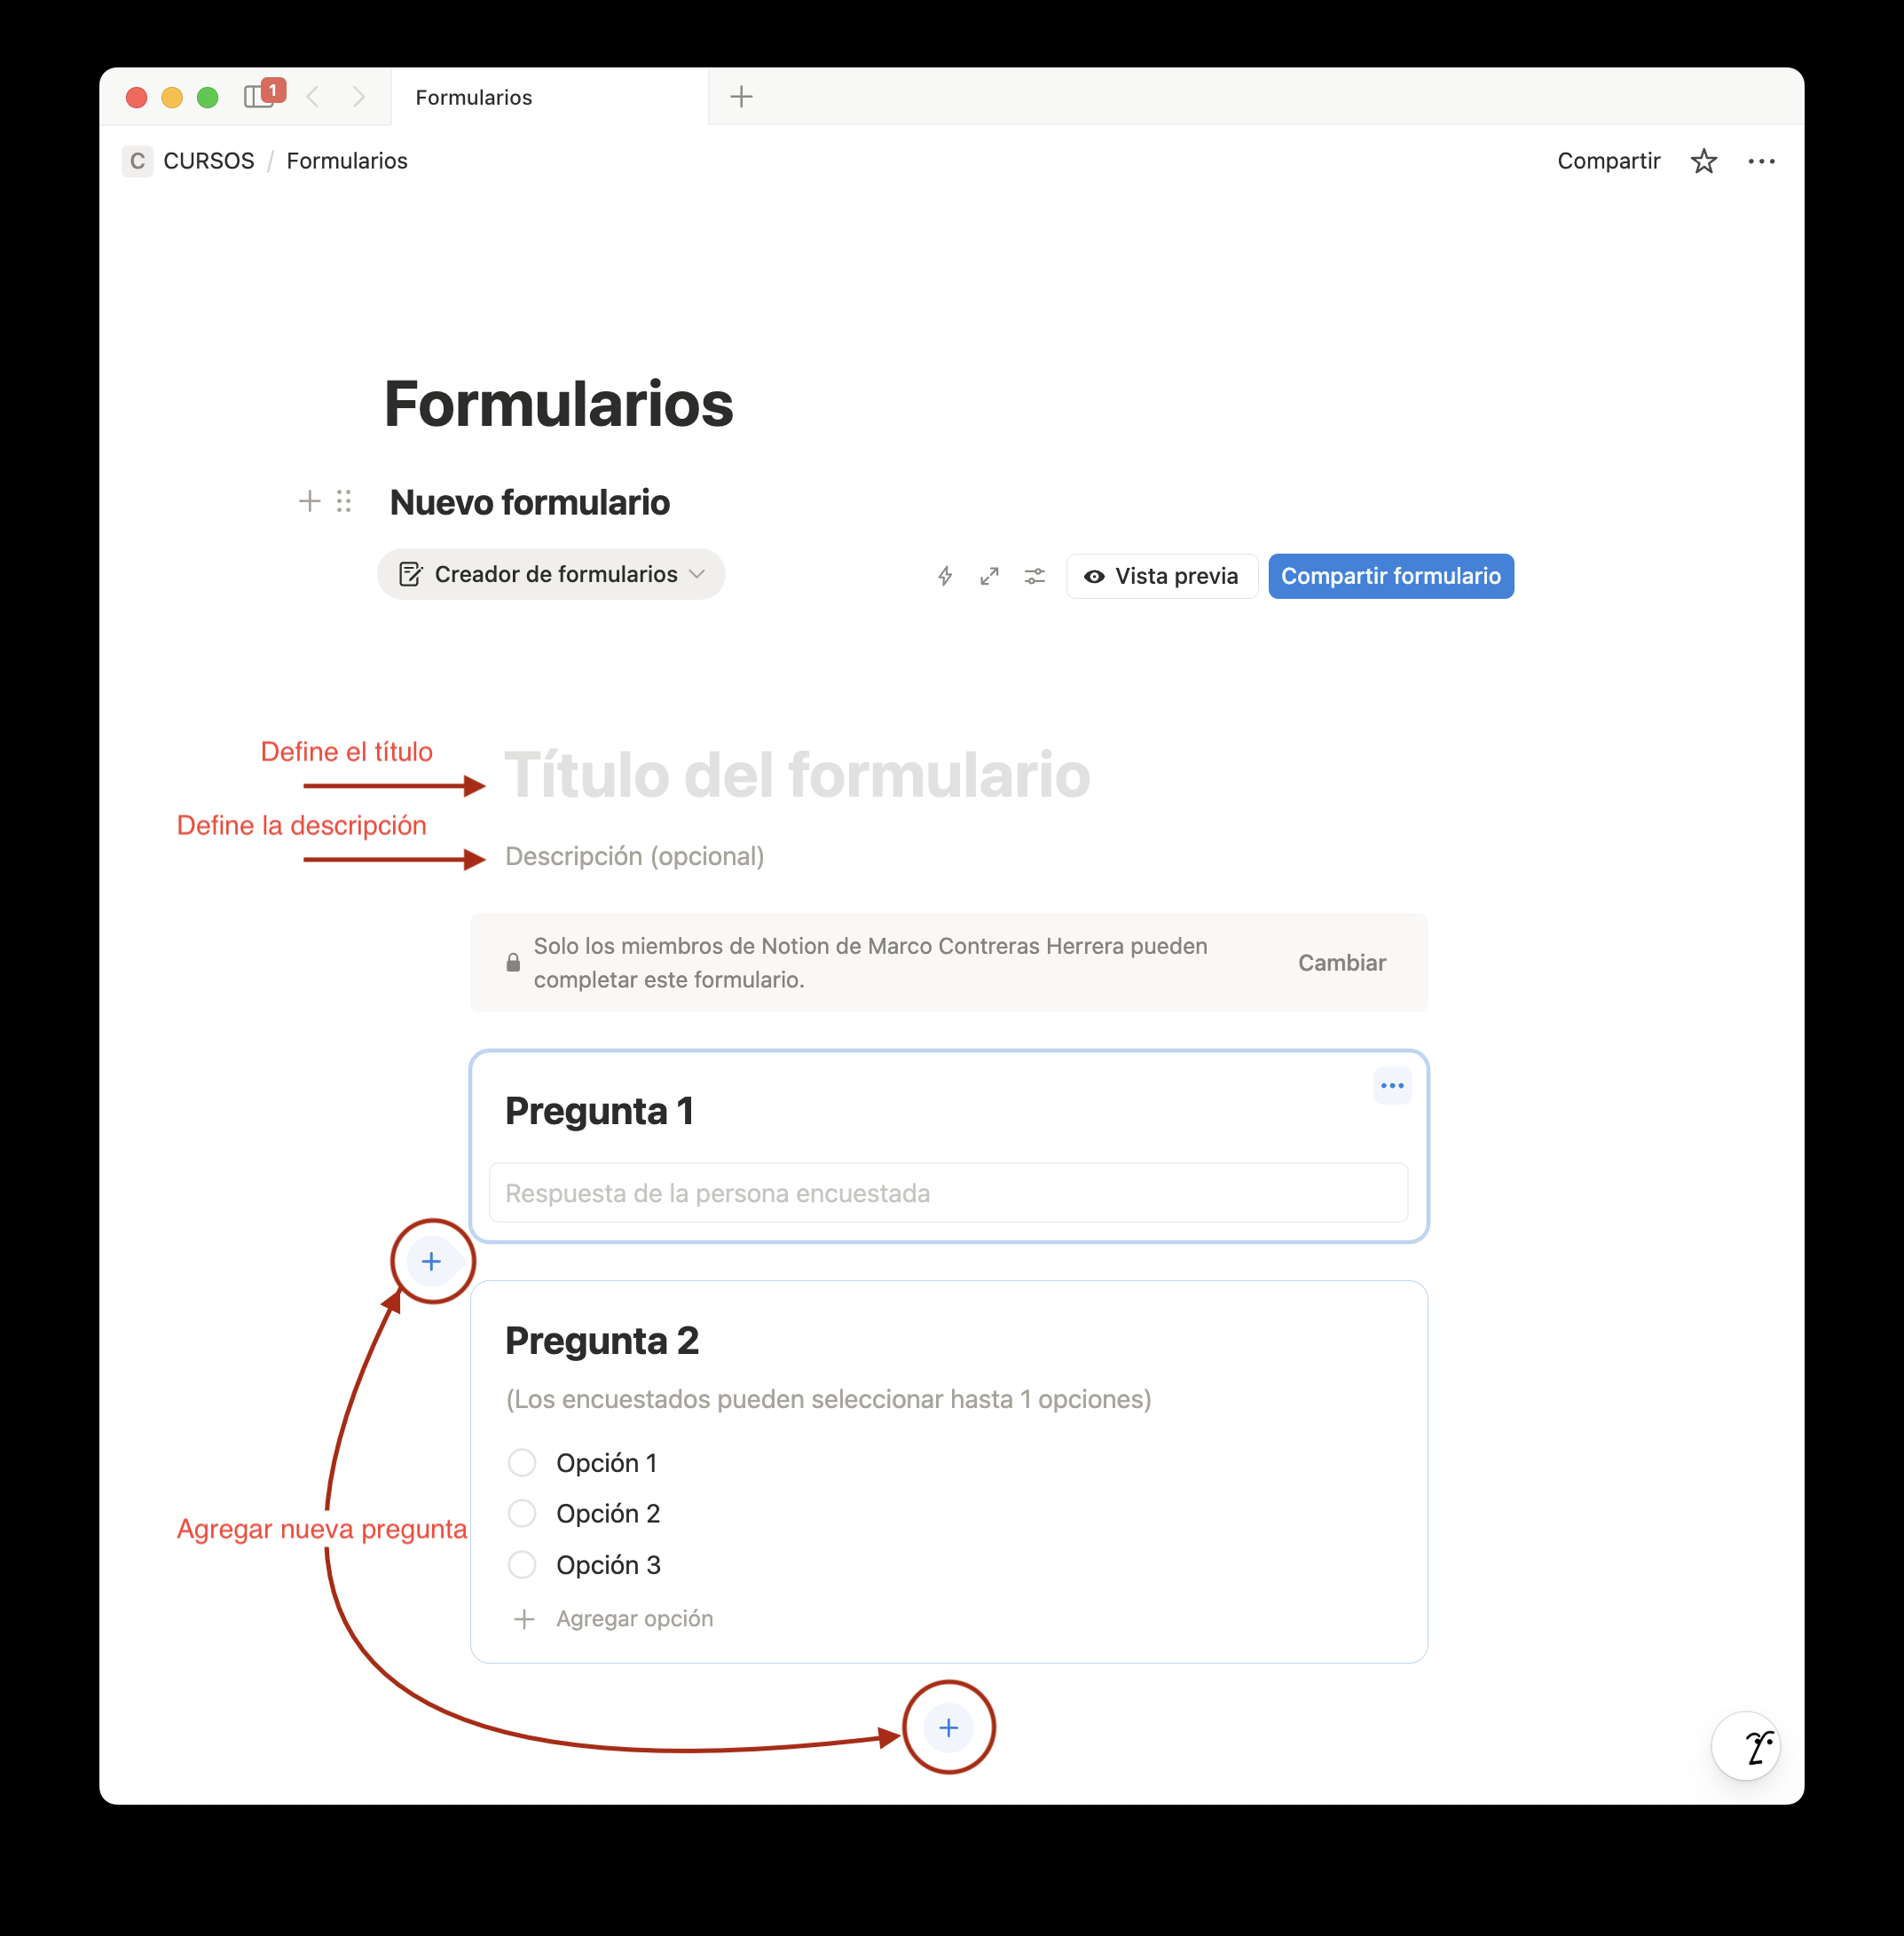 1
Formularios
C CURSOS / Formularios
Compartir
Formularios
Nuevo formulario
Creador de formularios
Vista previa
Compartir formulario
Define el título
Título del formulario
Define la descripción
Descripción (opcional)
Solo los miembros de Notion de Marco Contreras Herrera pueden
completar este formulario.
Cambiar
Pregunta 1
Respuesta de la persona encuestada
Pregunta 2
(Los encuestados pueden seleccionar hasta 1 opciones)
Opción 1
Opción 2
Agregar nueva pregunta
Opción 3
Agregar opción